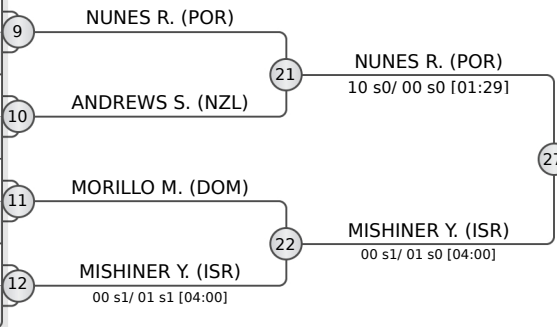 9
NUNES R. (POR)
21
NUNES R. (POR)
10 s0/ 00 s0 [01:29]
10
ANDREWS S. (NZL)
27
11
MORILLO M. (DOM)
22
MISHINER Y. (ISR)
00 s1/ 01 s0 [04:00]
12
MISHINER Y. (ISR)
00 s1/ 01 s1 [04:00]